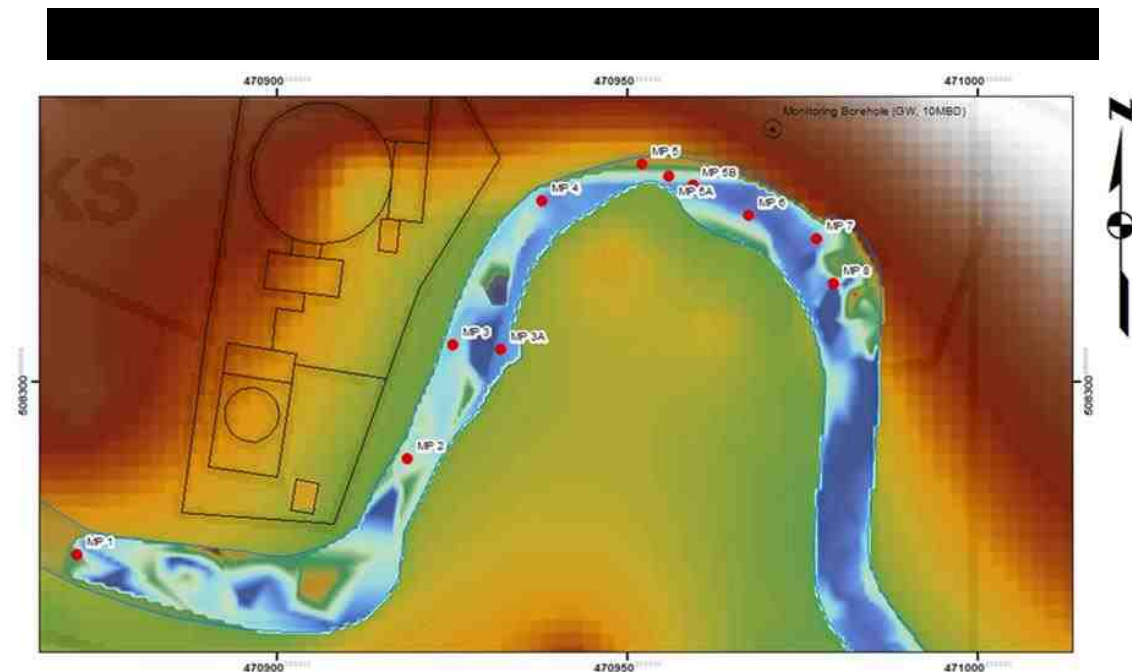 470900
470950
471000
Monitoring Borehole (GW, 10MBD)
KS
MP 5
MP 5B
MP 5A
MP 4
MP 6
MP 7
MP 8
MP 3
MP 3A
508300
508300
MP 2
MP 1
470900
470950
471000
N